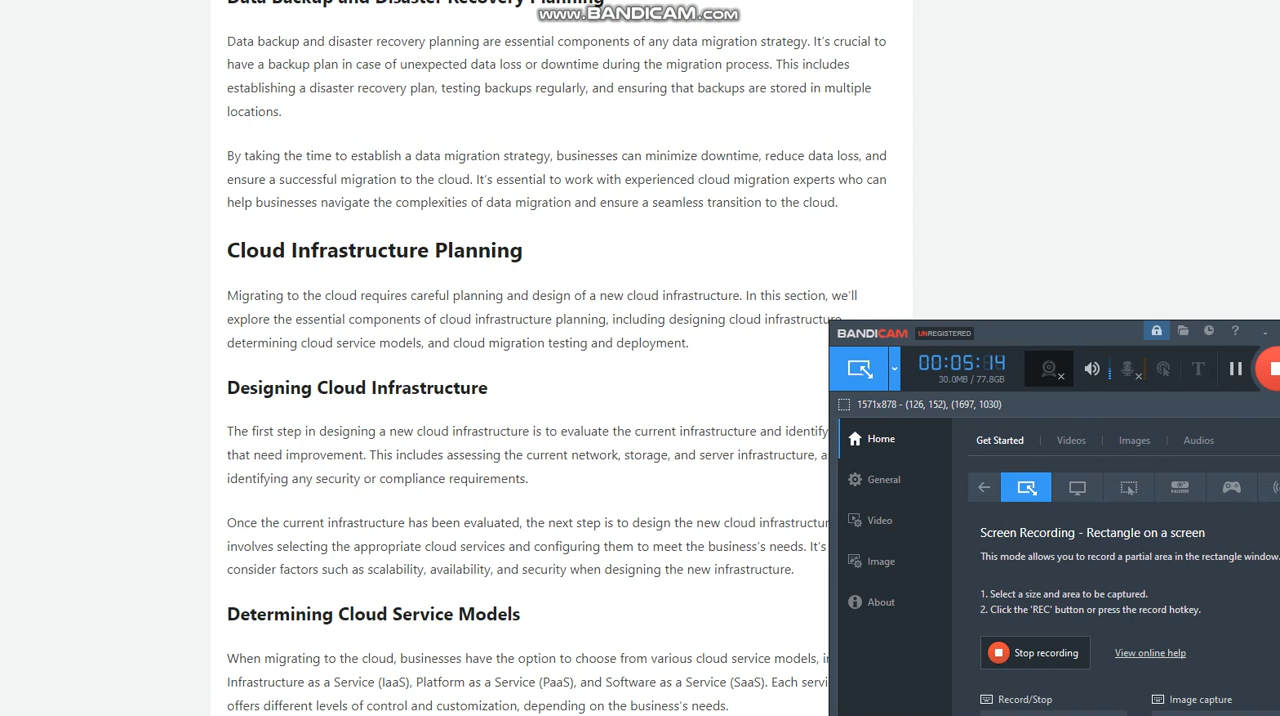 Data Backup and Disaster Recovery Planning
www.BANDICAM.com
Data backup and disaster recovery planning are essential components of any data migration strategy. It's crucial to
have a backup plan in case of unexpected data loss or downtime during the migration process. This includes
establishing a disaster recovery plan, testing backups regularly, and ensuring that backups are stored in multiple
locations.
By taking the time to establish a data migration strategy, businesses can minimize downtime, reduce data loss, and
ensure a successful migration to the cloud. It's essential to work with experienced cloud migration experts who can
help businesses navigate the complexities of data migration and ensure a seamless transition to the cloud.
Cloud Infrastructure Planning
Migrating to the cloud requires careful planning and design of a new cloud infrastructure. In this section, we'll
explore the essential components of cloud infrastructure planning, including designing cloud infrastructure,
determining cloud service models, and cloud migration testing and deployment.
Designing Cloud Infrastructure
The first step in designing a new cloud infrastructure is to evaluate the current infrastructure and identify
that need improvement. This includes assessing the current network, storage, and server infrastructure, a
identifying any security or compliance requirements.
Once the current infrastructure has been evaluated, the next step is to design the new cloud infrastructur
involves selecting the appropriate cloud services and configuring them to meet the business's needs. It's
consider factors such as scalability, availability, and security when designing the new infrastructure.
Determining Cloud Service Models
When migrating to the cloud, businesses have the option to choose from various cloud service models, in
Infrastructure as a Service (IaaS), Platform as a Service (PaaS), and Software as a Service (SaaS). Each servi
offers different levels of control and customization, depending on the business's needs.
BANDICAM UNREGISTERED
00:05:14
30.0MB / 77.8GB
1571x878 - (126, 152), (1697, 1030)
Home
General
Video
Image
About
Get Started Videos Images Audios
Screen Recording - Rectangle on a screen
This mode allows you to record a partial area in the rectangle window.
1. Select a size and area to be captured.
2. Click the 'REC' button or press the record hotkey.
Stop recording View online help
Record/Stop Image capture